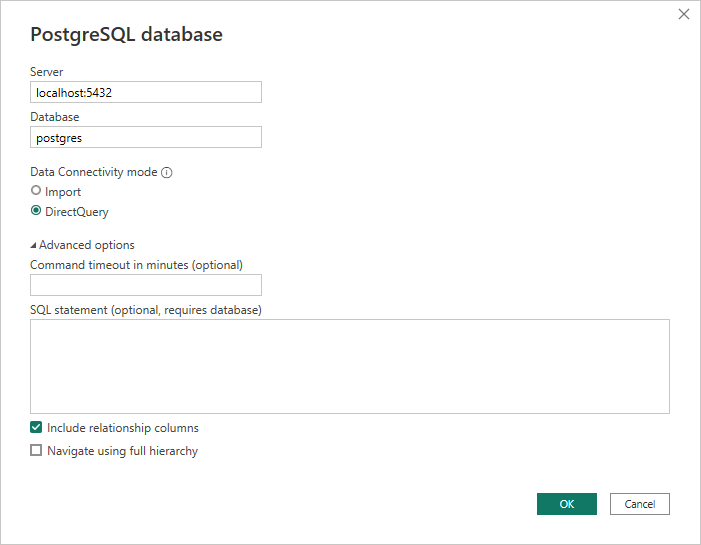 PostgreSQL database
Server
localhost:5432
Database
postgres
Data Connectivity mode
Import
DirectQuery
Advanced options
Command timeout in minutes (optional)
SQL statement (optional, requires database)
Include relationship columns
Navigate using full hierarchy
OK Cancel